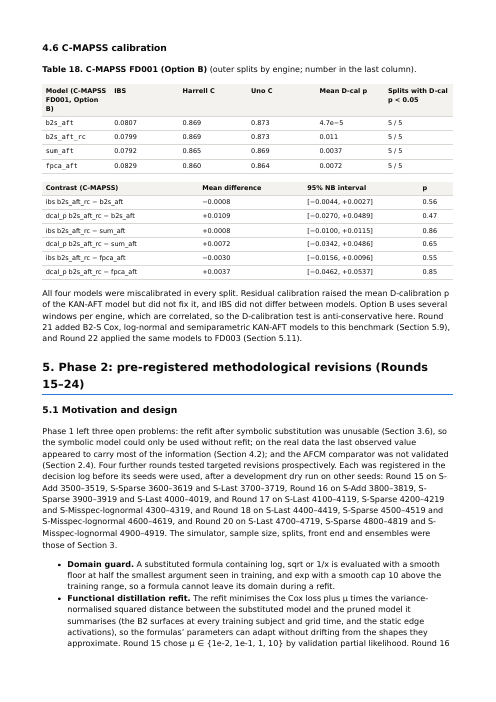 4.6 C-MAPSS calibration
Table 18. C-MAPSS FD001 (Option B) (outer splits by engine; number in the last column).
Model (C-MAPSS FD001, Option B) IBS Harrell C Uno C Mean D-cal p Splits with D-cal p < 0.05
b2s_aft 0.0807 0.869 0.873 4.7e−5 5 / 5
b2s_aft_rc 0.0799 0.869 0.873 0.011 5 / 5
sum_aft 0.0792 0.865 0.869 0.0037 5 / 5
fpca_aft 0.0829 0.860 0.864 0.0072 5 / 5
Contrast (C-MAPSS) Mean difference 95% NB interval p
ibs b2s_aft_rc − b2s_aft −0.0008 [−0.0044, +0.0027] 0.56
dcal_p b2s_aft_rc − b2s_aft +0.0109 [−0.0270, +0.0489] 0.47
ibs b2s_aft_rc − sum_aft +0.0008 [−0.0100, +0.0115] 0.86
dcal_p b2s_aft_rc − sum_aft +0.0072 [−0.0342, +0.0486] 0.65
ibs b2s_aft_rc − fpca_aft −0.0030 [−0.0156, +0.0096] 0.55
dcal_p b2s_aft_rc − fpca_aft +0.0037 [−0.0462, +0.0537] 0.85
All four models were miscalibrated in every split. Residual calibration raised the mean D-calibration p
of the KAN-AFT model but did not fix it, and IBS did not differ between models. Option B uses several
windows per engine, which are correlated, so the D-calibration test is anti-conservative here. Round
21 added B2-S Cox, log-normal and semiparametric KAN-AFT models to this benchmark (Section 5.9),
and Round 22 applied the same models to FD003 (Section 5.11).
5. Phase 2: pre-registered methodological revisions (Rounds
15–24)
5.1 Motivation and design
Phase 1 left three open problems: the refit after symbolic substitution was unusable (Section 3.6), so
the symbolic model could only be used without refit; on the real data the last observed value
appeared to carry most of the information (Section 4.2); and the AFCM comparator was not validated
(Section 2.4). Four further rounds tested targeted revisions prospectively. Each was registered in the
decision log before its seeds were used, after a development dry run on other seeds: Round 15 on S-
Add 3500–3519, S-Sparse 3600–3619 and S-Last 3700–3719, Round 16 on S-Add 3800–3819, S-
Sparse 3900–3919 and S-Last 4000–4019, and Round 17 on S-Last 4100–4119, S-Sparse 4200–4219
and S-Misspec-lognormal 4300–4319, and Round 18 on S-Last 4400–4419, S-Sparse 4500–4519 and
S-Misspec-lognormal 4600–4619, and Round 20 on S-Last 4700–4719, S-Sparse 4800–4819 and S-
Misspec-lognormal 4900–4919. The simulator, sample size, splits, front end and ensembles were
those of Section 3.
• Domain guard. A substituted formula containing log, sqrt or 1/x is evaluated with a smooth
floor at half the smallest argument seen in training, and exp with a smooth cap 10 above the
training range, so a formula cannot leave its domain during a refit.
• Functional distillation refit. The refit minimises the Cox loss plus μ times the variance-
normalised squared distance between the substituted model and the pruned model it
summarises (the B2 surfaces at every training subject and grid time, and the static edge
activations), so the formulas' parameters can adapt without drifting from the shapes they
approximate. Round 15 chose μ ∈ {1e-2, 1e-1, 1, 10} by validation partial likelihood. Round 16